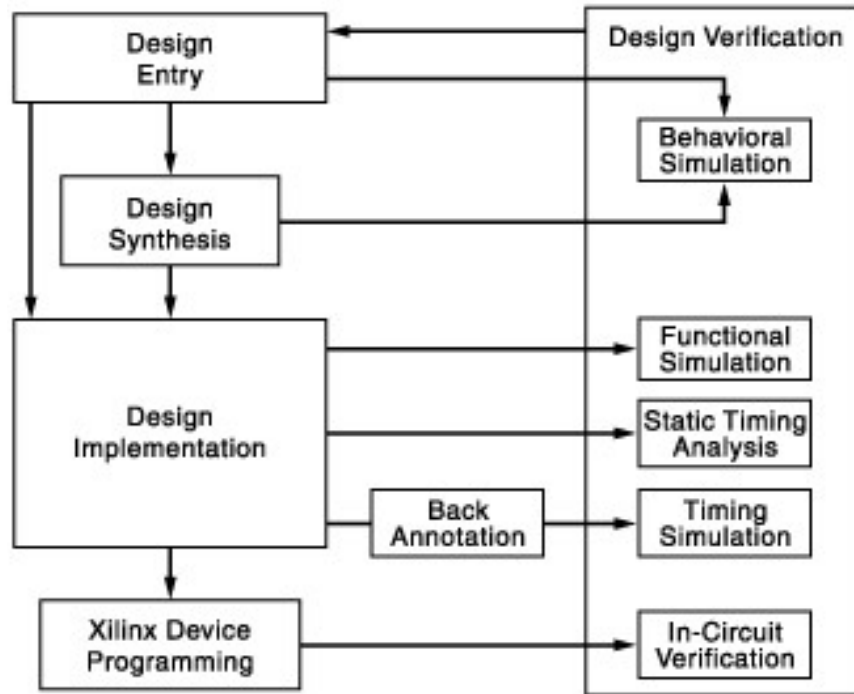 Design
Entry
Design Verification
Behavioral
Simulation
Design
Synthesis
Functional
Simulation
Design
Implementation
Static Timing
Analysis
Back
Annotation
Timing
Simulation
Xilinx Device
Programming
In-Circuit
Verification